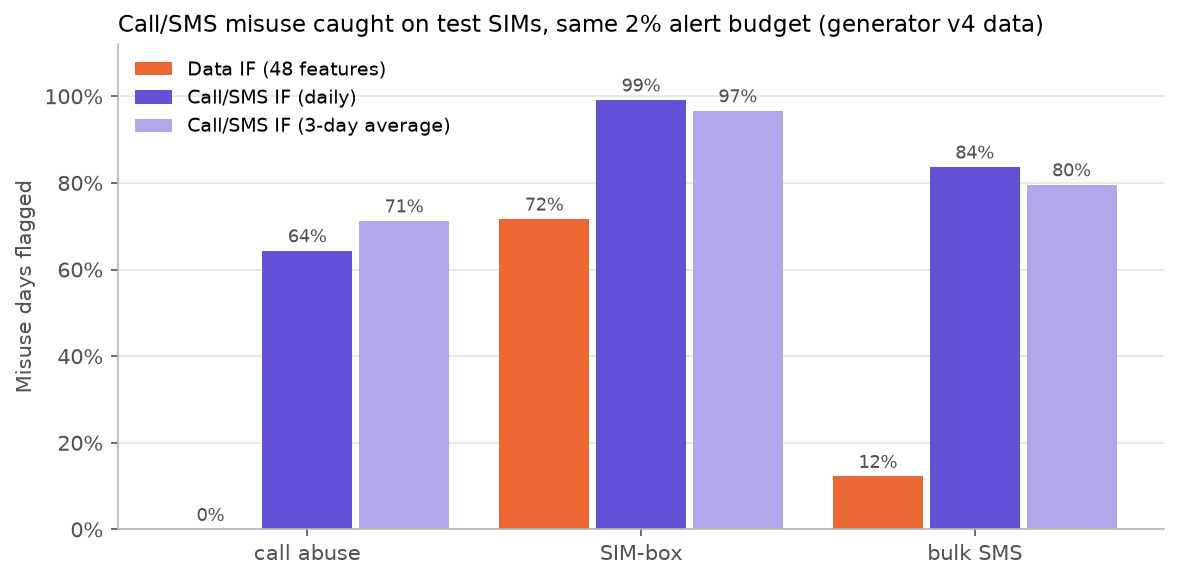 Call/SMS misuse caught on test SIMs, same 2% alert budget (generator v4 data)
Data IF (48 features)
Call/SMS IF (daily)
Call/SMS IF (3-day average)
Misuse days flagged
100%
80%
60%
40%
20%
0%
0%
64%
71%
72%
99%
97%
12%
84%
80%
call abuse
SIM-box
bulk SMS